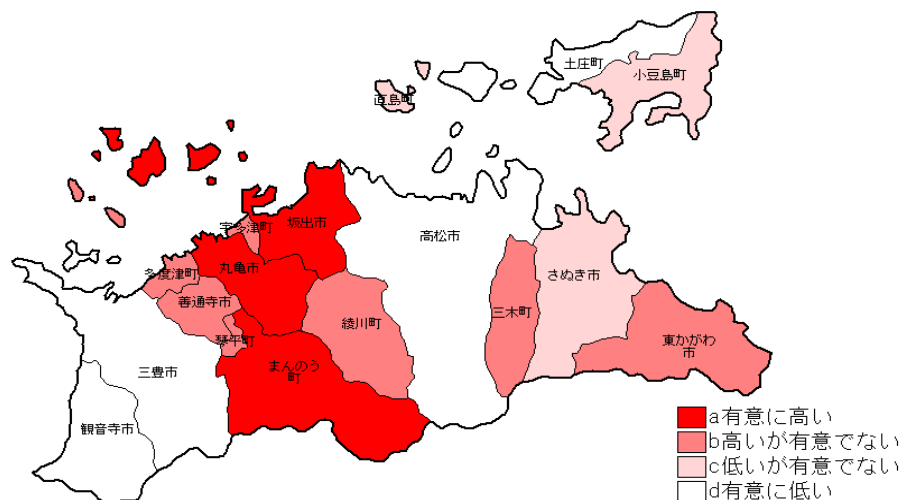 土庄町
小豆島町
直島町
宇多津町
坂出市
高松市
丸亀市
多度津町
さぬき市
善通寺市
三木町
綾川町
琴平町
東かがわ
市
まんのう
町
三豊市
観音寺市
a有意に高い
b高いが有意でない
c低いが有意でない
d有意に低い